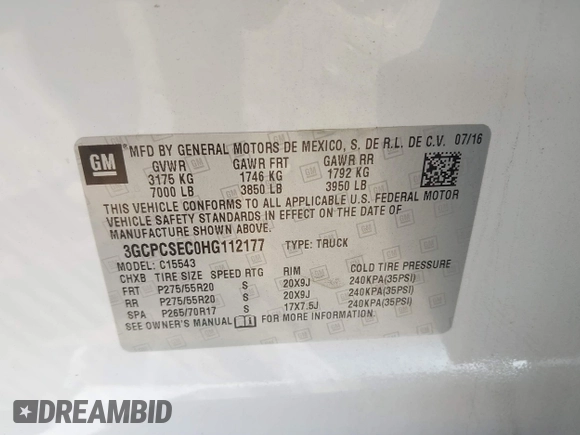 GM
MFD BY GENERAL MOTORS DE MEXICO, S. DE R.L. DE C.V. 07/16
GVWR GAWR FRT GAWR RR
3175 KG 1746 KG 1792 KG
7000 LB 3850 LB 3950 LB
THIS VEHICLE CONFORMS TO ALL APPLICABLE U.S. FEDERAL MOTOR
VEHICLE SAFETY STANDARDS IN EFFECT ON THE DATE OF
MANUFACTURE SHOWN ABOVE.
3GCPCSEC0HG112177 TYPE: TRUCK
MODEL: C15543
CHXB TIRE SIZE SPEED RTG RIM COLD TIRE PRESSURE
FRT P275/55R20 S 20X9J 240KPA(35PSI)
RR P275/55R20 S 20X9J 240KPA(35PSI)
SPA P265/70R17 S 17X7.5J 240KPA(35PSI)
SEE OWNER'S MANUAL FOR MORE INFORMATION.
DREAMBID